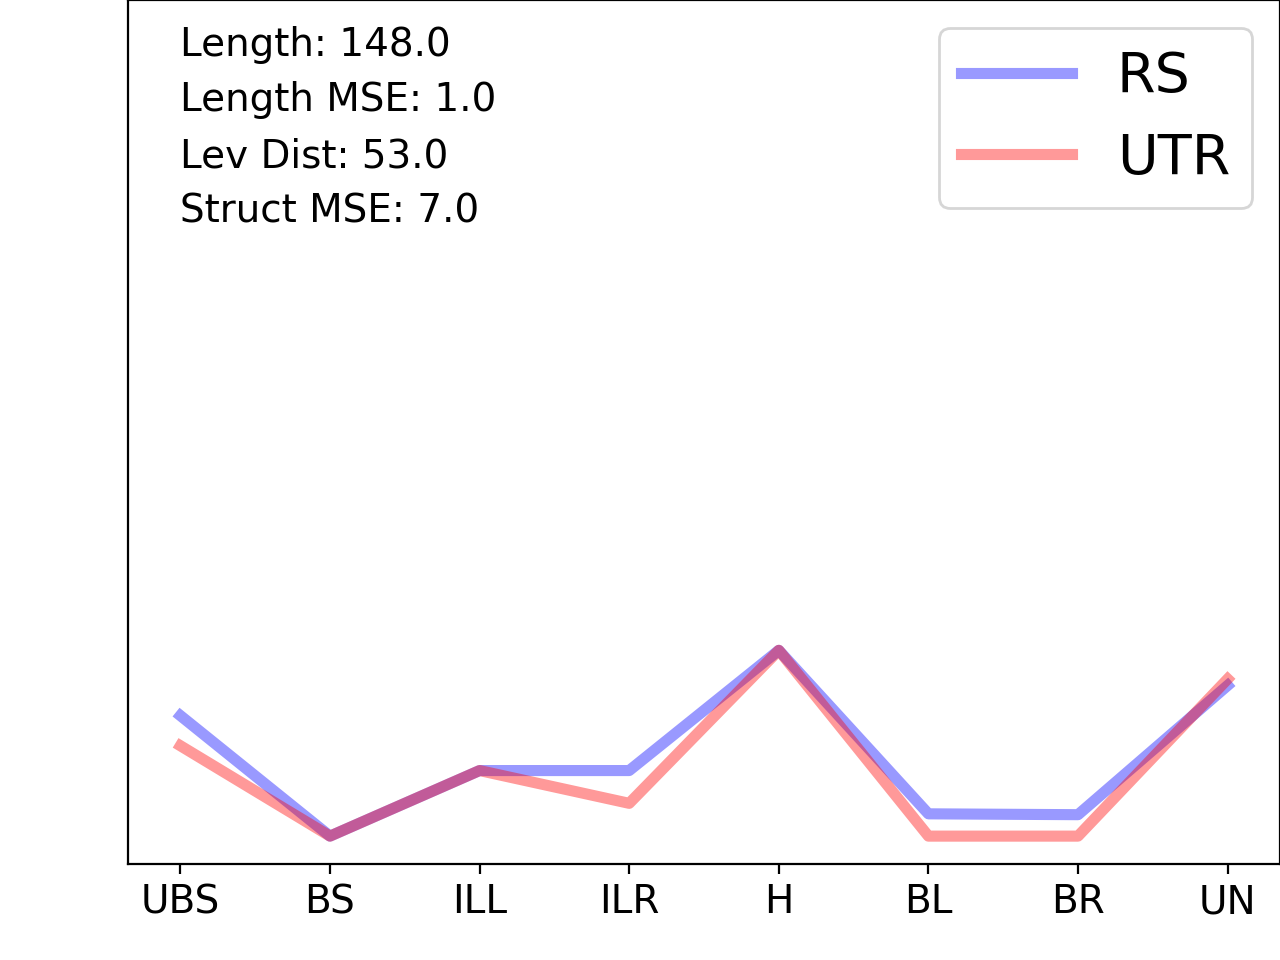 Length: 148.0
Length MSE: 1.0
Lev Dist: 53.0
Struct MSE: 7.0
RS
UTR
UBS BS ILL ILR H BL BR UN